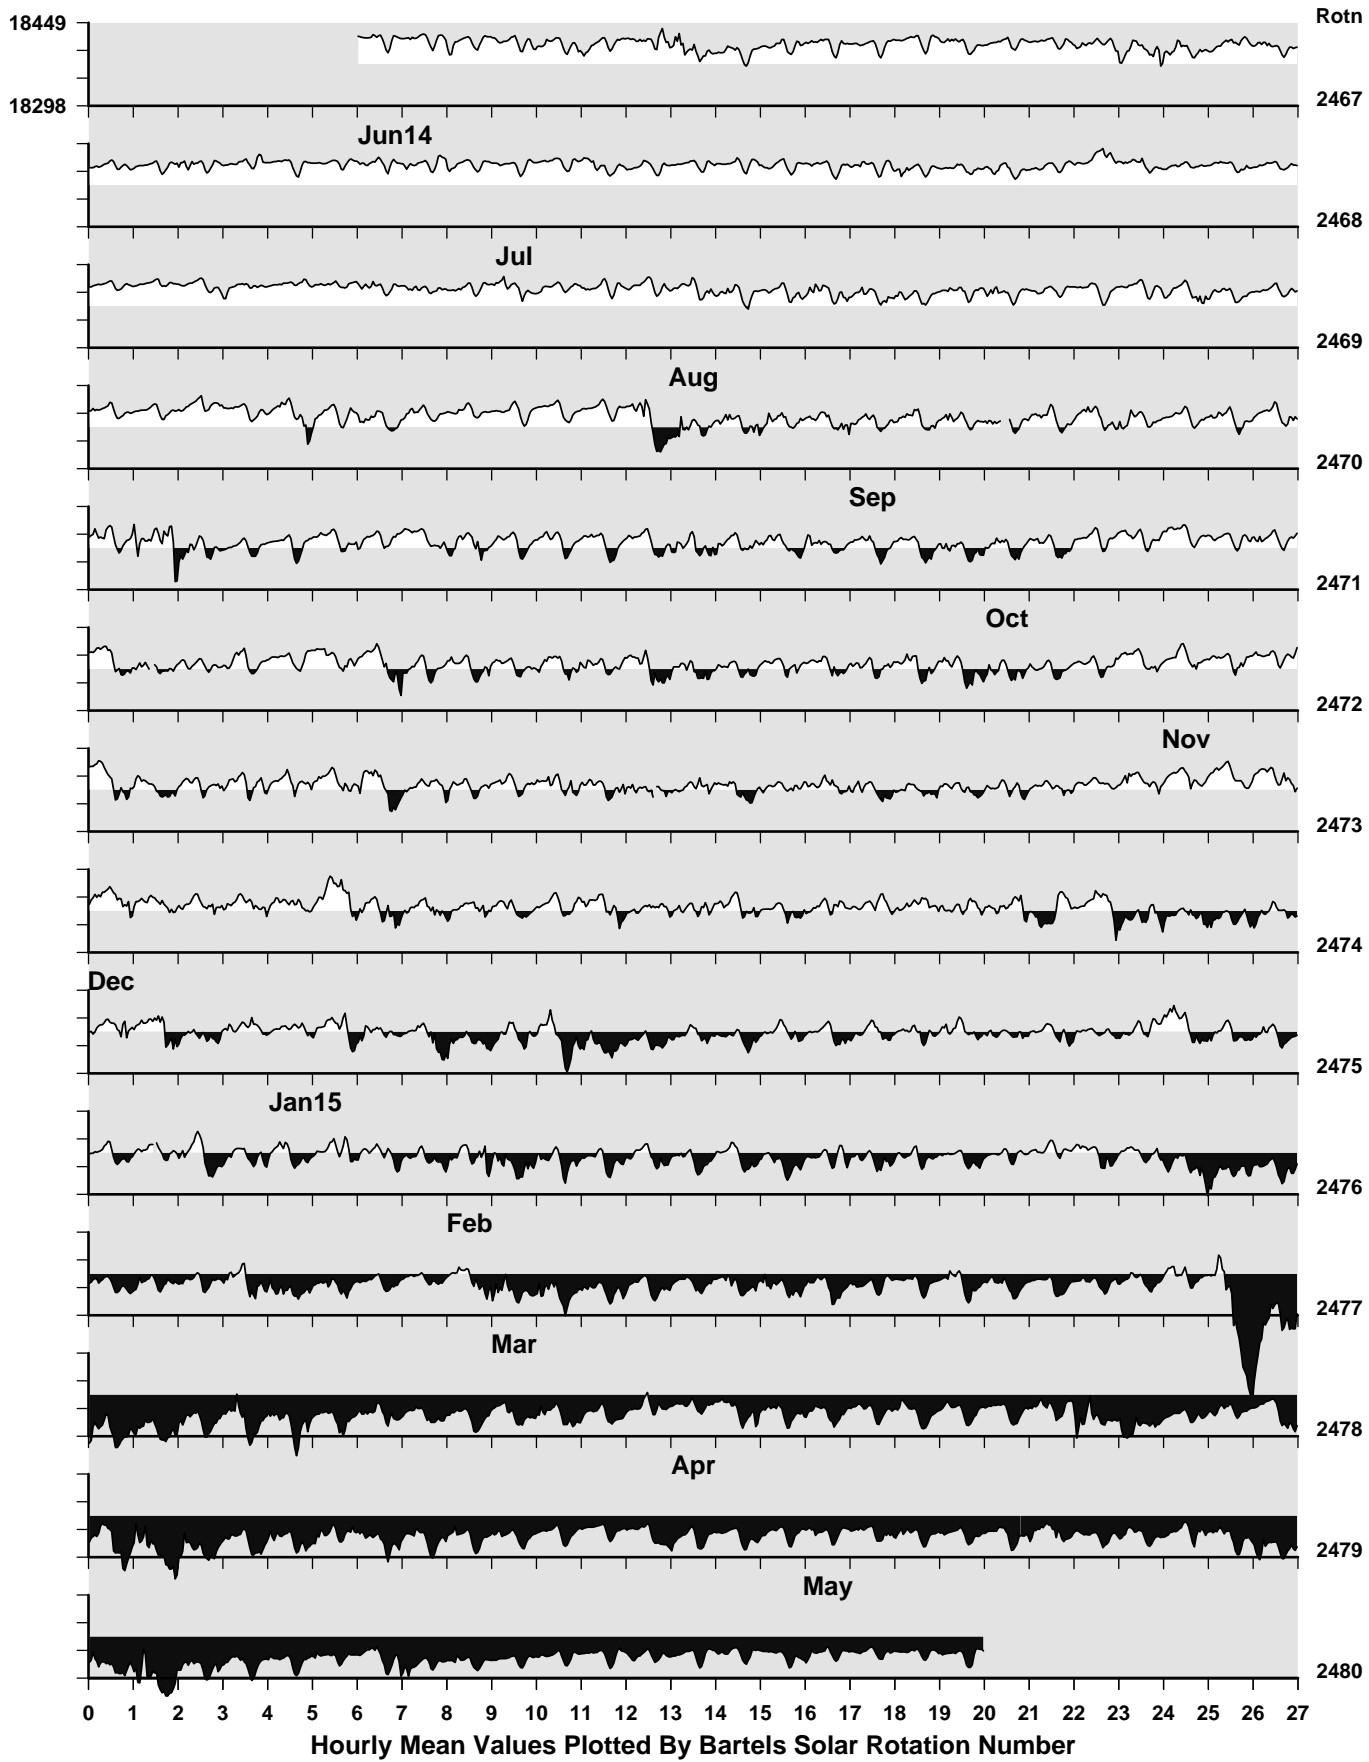 Rotn
18449
18298
2467
Jun14
2468
Jul
2469
Aug
2470
Sep
2471
Oct
2472
Nov
2473
2474
Dec
2475
Jan15
2476
Feb
2477
Mar
2478
Apr
2479
May
2480
0 1 2 3 4 5 6 7 8 9 10 11 12 13 14 15 16 17 18 19 20 21 22 23 24 25 26 27
Hourly Mean Values Plotted By Bartels Solar Rotation Number